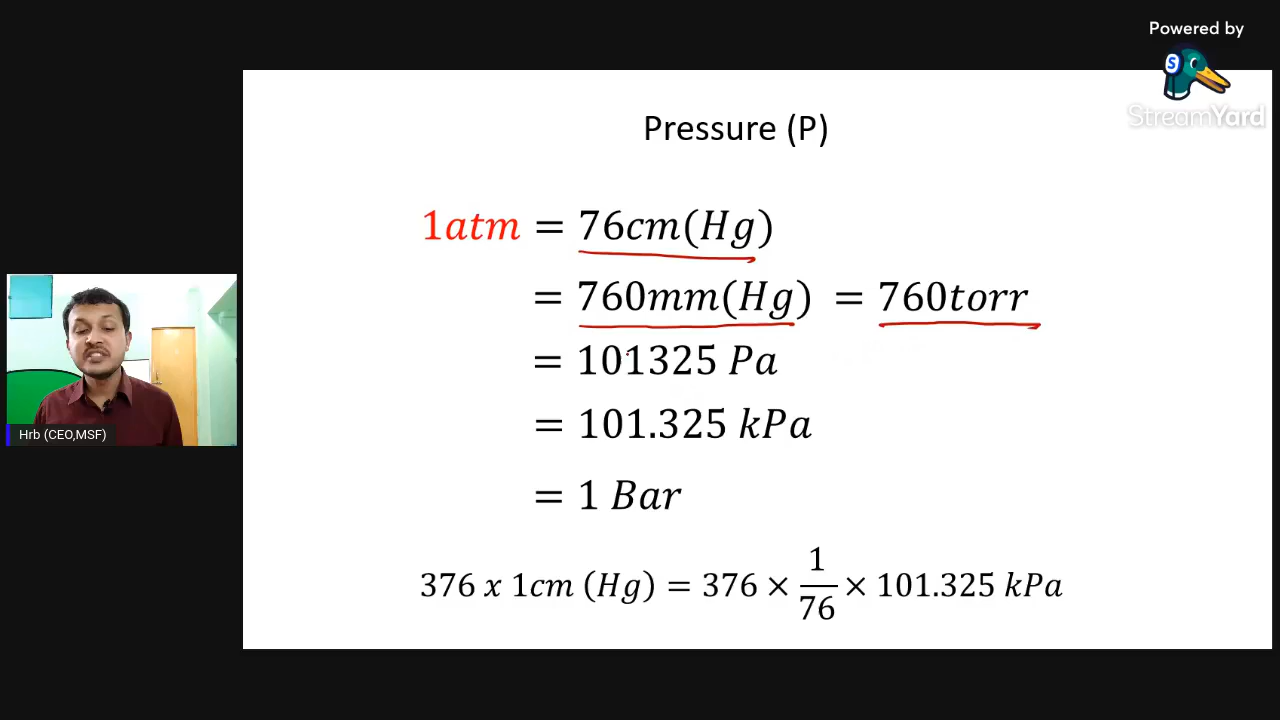 Powered by
S
StreamYard
Pressure (P)
1atm = 76cm(Hg)
= 760mm(Hg) = 760torr
= 101325 Pa
= 101.325 kPa
= 1 Bar
376 x 1cm (Hg) = 376 × 1/76 × 101.325 kPa
Hrb (CEO,MSF)